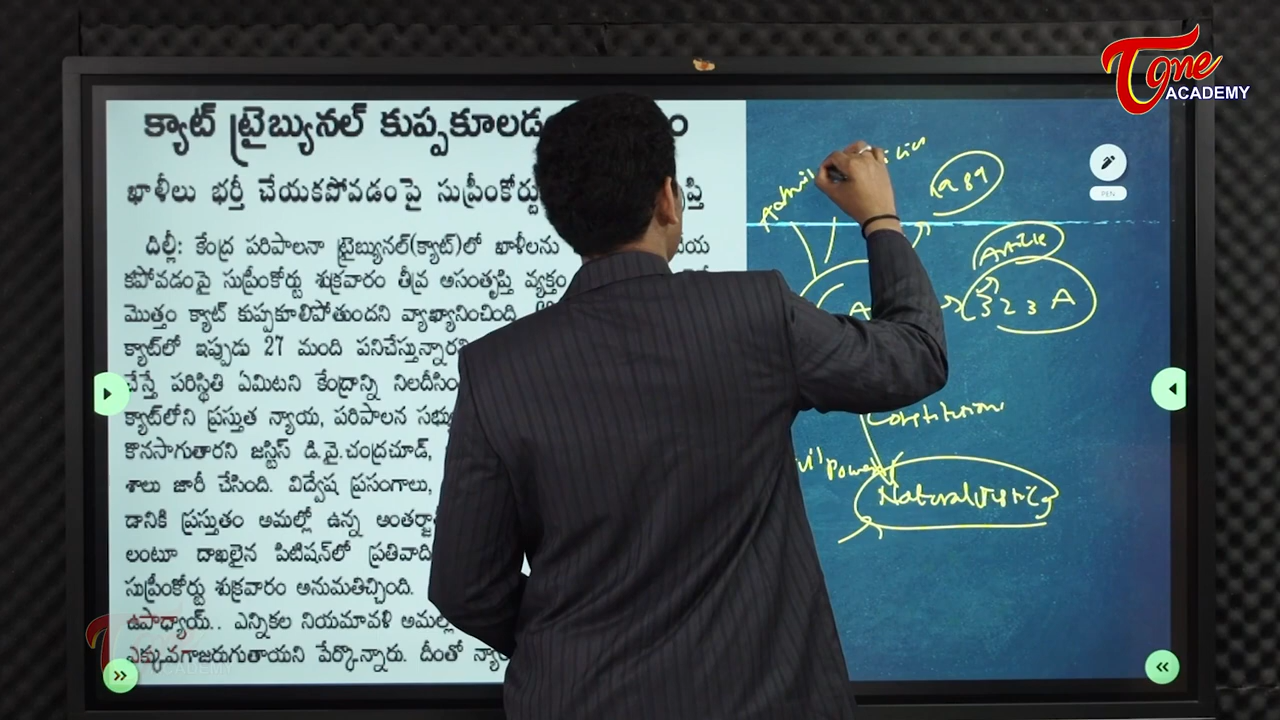 Tone
ACADEMY
క్యాట్ ట్రైబ్యునల్ కుప్పకూలడం
ఖాళీలు భర్తీ చేయకపోవడంపై సుప్రీంకోర్టు
దిల్లీ: కేంద్ర పరిపాలనా ట్రైబ్యునల్(క్యాట్)లో ఖాళీలను
కపోవడంపై సుప్రీంకోర్టు శుక్రవారం తీవ్ర అసంతృప్తి వ్యక్తం
మొత్తం క్యాట్ కుప్పకూలిపోతుందని వ్యాఖ్యానించింది.
క్యాట్‌లో ఇప్పుడు 27 మంది పనిచేస్తున్నార
చేస్తే పరిస్థితి ఏమిటని కేంద్రాన్ని నిలదీసిం
క్యాట్‌లోని ప్రస్తుత న్యాయ, పరిపాలన సభ్య
కొనసాగుతారని జస్టిస్ డి.వై.చంద్రచూడ్,
శాలు జారీ చేసింది. విద్వేష ప్రసంగాలు,
డానికి ప్రస్తుతం అమల్లో ఉన్న అంతర్జా
లంటూ దాఖలైన పిటిషన్‌లో ప్రతివాది
సుప్రీంకోర్టు శుక్రవారం అనుమతిచ్చింది.
ఉపాధ్యాయ్.. ఎన్నికల నియమావళి అమల్ల
ఎక్కువగాజరుగుతాయని పేర్కొన్నారు. దీంతో న్యా
1989
Article
323 A
Constitution
Power
Natural Justice
PEN